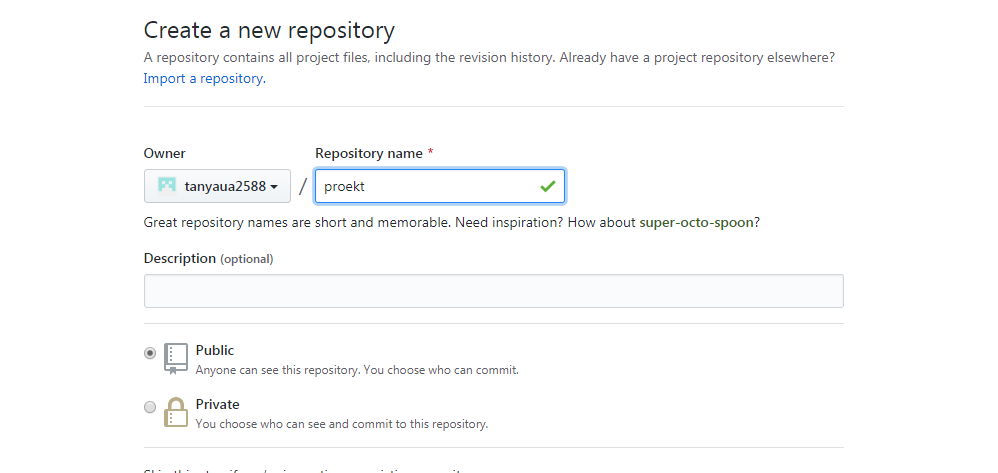 Create a new repository
A repository contains all project files, including the revision history. Already have a project repository elsewhere?
Import a repository.
Owner
Repository name *
tanyaua2588
/
proekt
Great repository names are short and memorable. Need inspiration? How about super-octo-spoon?
Description (optional)
Public
Anyone can see this repository. You choose who can commit.
Private
You choose who can see and commit to this repository.